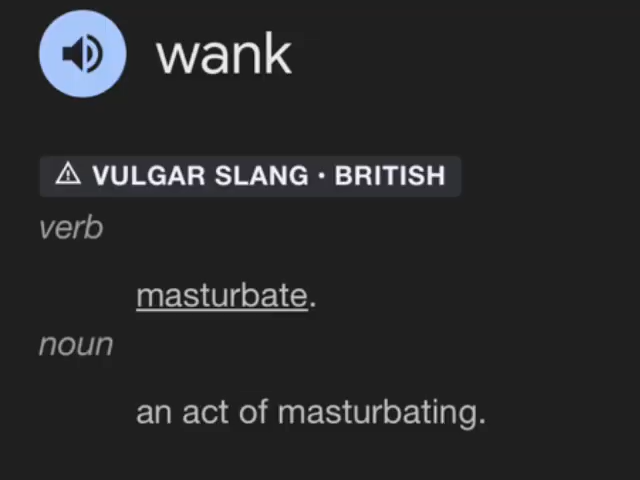 wank
⚠ VULGAR SLANG • BRITISH
verb
masturbate.
noun
an act of masturbating.